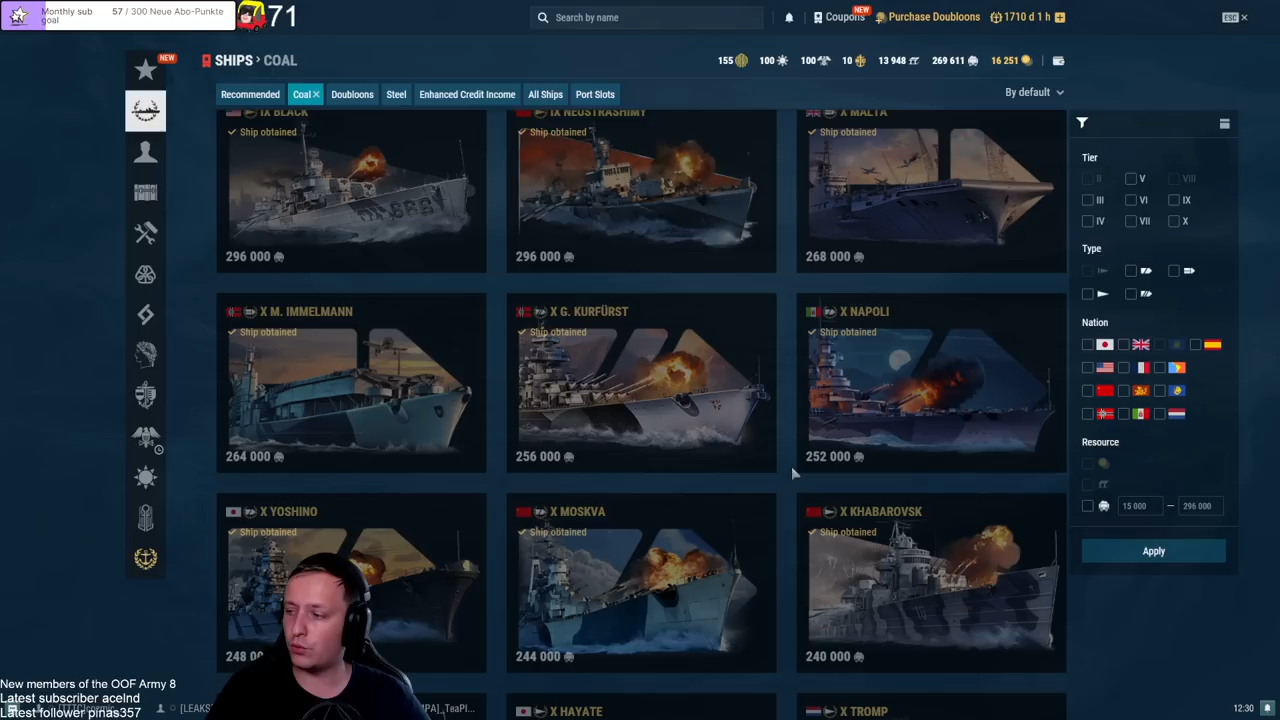 Monthly sub goal
57 / 300 Neue Abo-Punkte
71
Search by name
NEW
Coupons
Purchase Doubloons
1710 d 1 h
ESC
NEW
SHIPS › COAL
155
100
100
10
13 948
269 611
16 251
Recommended
Coal
Doubloons
Steel
Enhanced Credit Income
All Ships
Port Slots
By default
IX BLACK
IX NEUSTRASHIMY
X MALTA
Ship obtained
Ship obtained
Ship obtained
296 000
296 000
268 000
X M. IMMELMANN
X G. KURFÜRST
X NAPOLI
Ship obtained
Ship obtained
Ship obtained
264 000
256 000
252 000
X YOSHINO
X MOSKVA
X KHABAROVSK
Ship obtained
Ship obtained
Ship obtained
248
244 000
240 000
X HAYATE
X TROMP
Tier
II
V
VIII
III
VI
IX
IV
VII
X
Type
Nation
Resource
15 000 — 296 000
Apply
New members of the OOF Army 8
Latest subscriber acelnd
Latest follower pinas357
12:30